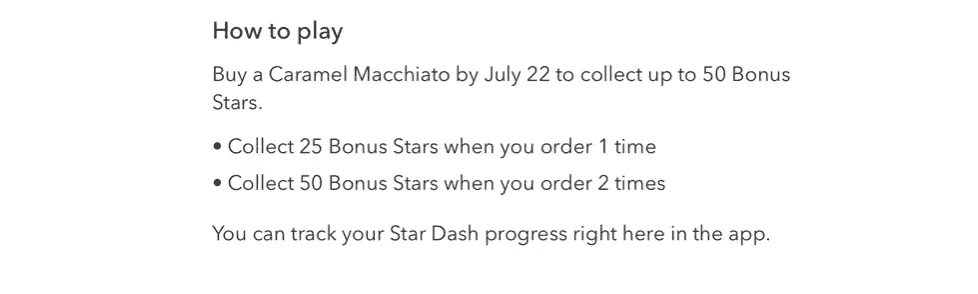 How to play
Buy a Caramel Macchiato by July 22 to collect up to 50 Bonus
Stars.
• Collect 25 Bonus Stars when you order 1 time
• Collect 50 Bonus Stars when you order 2 times
You can track your Star Dash progress right here in the app.